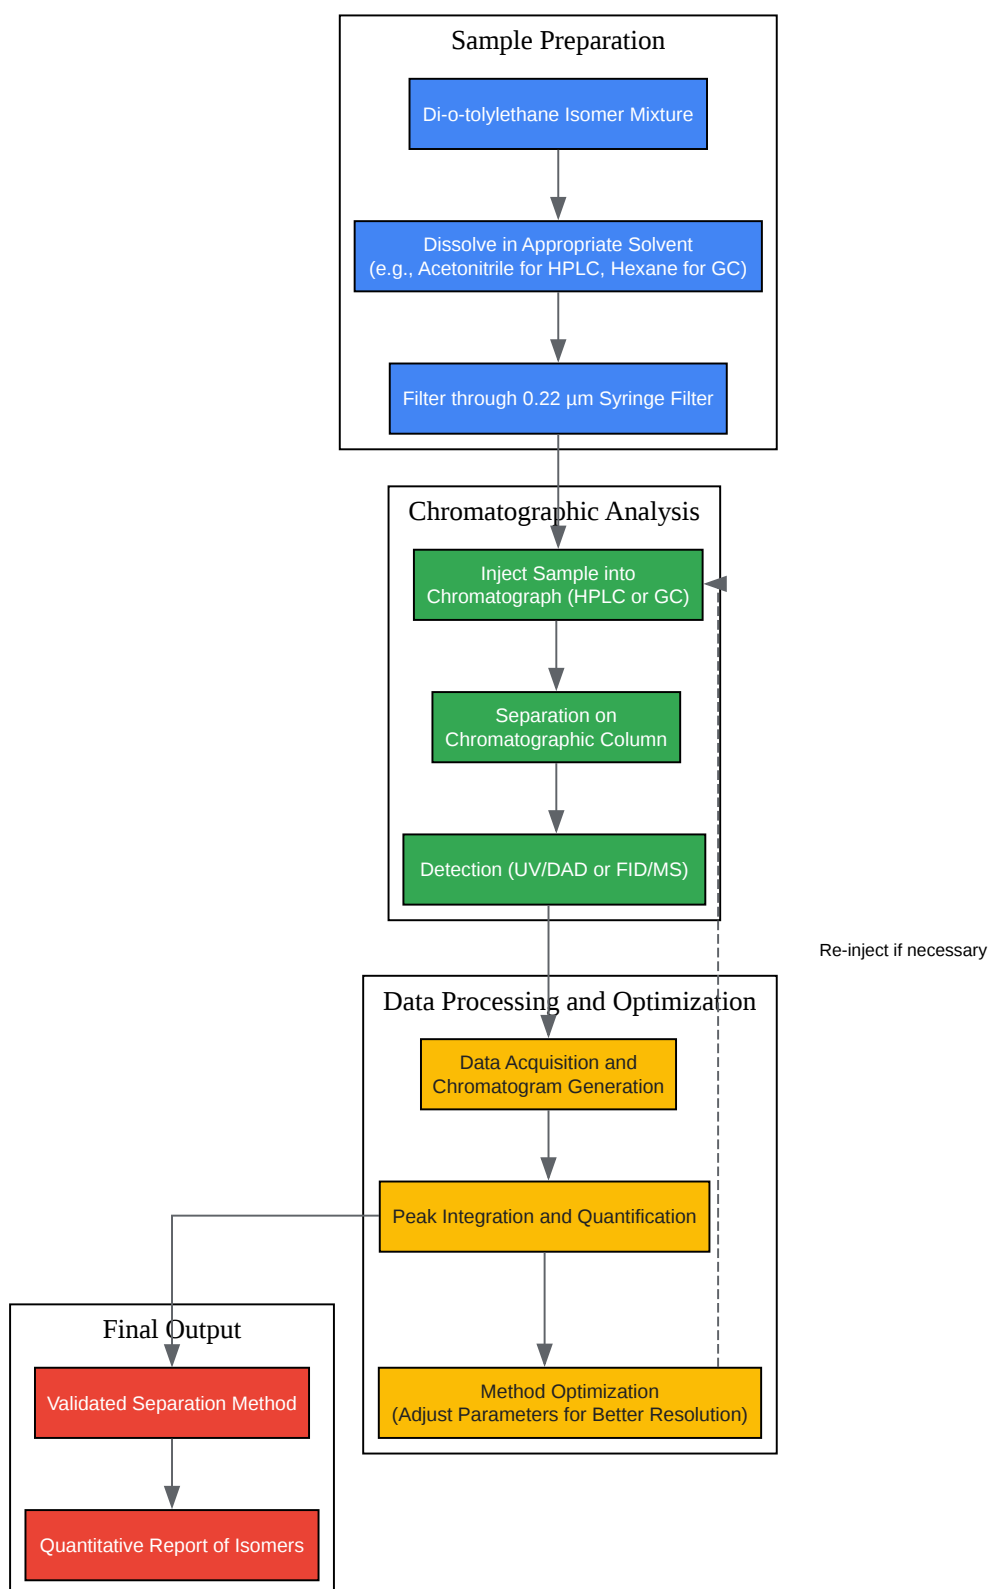 Sample Preparation
Di-o-tolylethane Isomer Mixture
Dissolve in Appropriate Solvent
(e.g., Acetonitrile for HPLC, Hexane for GC)
Filter through 0.22 µm Syringe Filter
Chromatographic Analysis
Inject Sample into
Chromatograph (HPLC or GC)
Separation on
Chromatographic Column
Detection (UV/DAD or FID/MS)
Re-inject if necessary
Data Processing and Optimization
Data Acquisition and
Chromatogram Generation
Peak Integration and Quantification
Method Optimization
(Adjust Parameters for Better Resolution)
Final Output
Validated Separation Method
Quantitative Report of Isomers